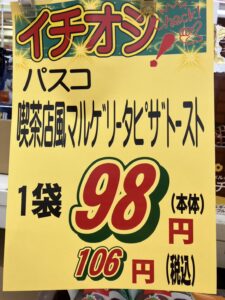 イチオシ!
パスコ
喫茶店風マルゲリータピザトースト
1袋 98 (本体) 円
106 円 (税込)